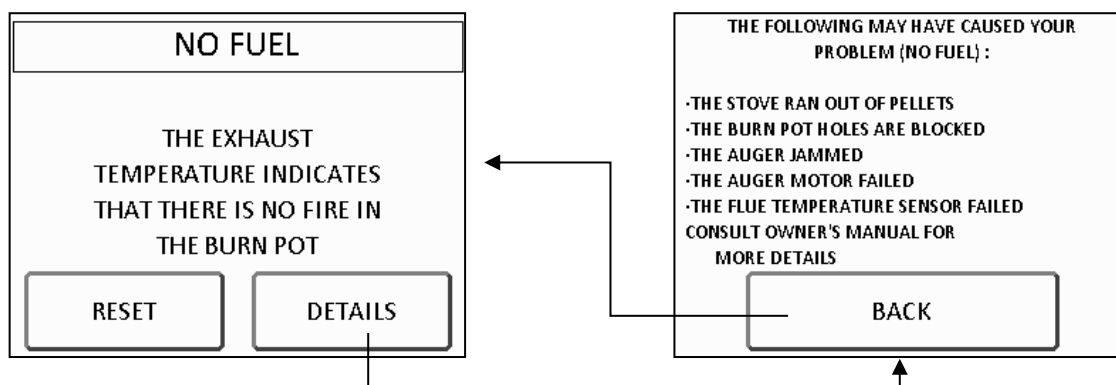 NO FUEL
THE EXHAUST
TEMPERATURE INDICATES
THAT THERE IS NO FIRE IN
THE BURN POT
RESET
DETAILS
THE FOLLOWING MAY HAVE CAUSED YOUR
PROBLEM (NO FUEL) :
·THE STOVE RAN OUT OF PELLETS
·THE BURN POT HOLES ARE BLOCKED
·THE AUGER JAMMED
·THE AUGER MOTOR FAILED
·THE FLUE TEMPERATURE SENSOR FAILED
CONSULT OWNER'S MANUAL FOR
MORE DETAILS
BACK